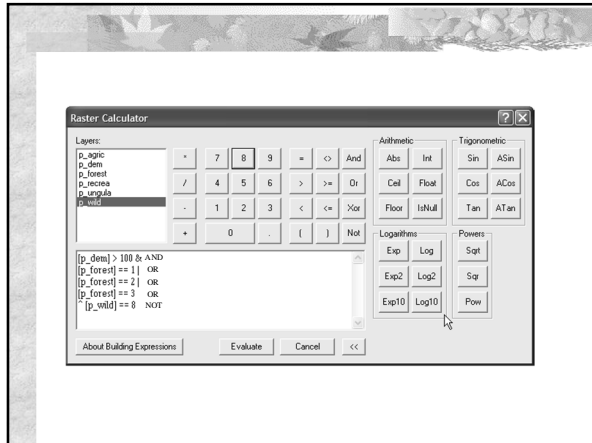 Raster Calculator
Layers:
p_agric
p_dem
p_forest
p_recrea
p_ungula
p_wild
* 7 8 9 = <> And
/ 4 5 6 > >= Or
- 1 2 3 < <= Xor
+ 0 . ( ) Not
Arithmetic
Abs Int
Ceil Float
Floor IsNull
Trigonometric
Sin ASin
Cos ACos
Tan ATan
Logarithms
Exp Log
Exp2 Log2
Exp10 Log10
Powers
Sqrt
Sqr
Pow
[p_dem] > 100 & AND
[p_forest] == 1 | OR
[p_forest] == 2 | OR
[p_forest] == 3 OR
^ [p_wild] == 8 NOT
About Building Expressions Evaluate Cancel <<